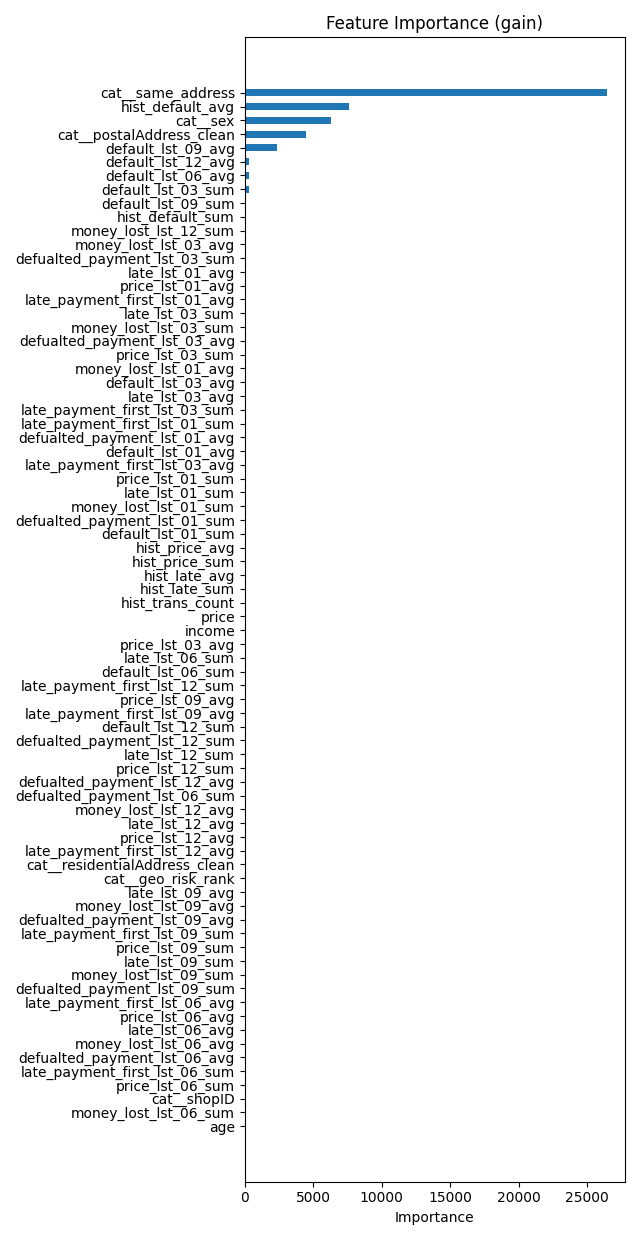 Feature Importance (gain)
cat__same_address
hist_default_avg
cat__sex
cat__postalAddress_clean
default_lst_09_avg
default_lst_12_avg
default_lst_06_avg
default_lst_03_sum
default_lst_09_sum
hist_default_sum
money_lost_lst_12_sum
money_lost_lst_03_avg
defualted_payment_lst_03_sum
late_lst_01_avg
price_lst_01_avg
late_payment_first_lst_01_avg
late_lst_03_sum
money_lost_lst_03_sum
defualted_payment_lst_03_avg
price_lst_03_sum
money_lost_lst_01_avg
default_lst_03_avg
late_lst_03_avg
late_payment_first_lst_03_sum
late_payment_first_lst_01_sum
defualted_payment_lst_01_avg
default_lst_01_avg
late_payment_first_lst_03_avg
price_lst_01_sum
late_lst_01_sum
money_lost_lst_01_sum
defualted_payment_lst_01_sum
default_lst_01_sum
hist_price_avg
hist_price_sum
hist_late_avg
hist_late_sum
hist_trans_count
price
income
price_lst_03_avg
late_lst_06_sum
default_lst_06_sum
late_payment_first_lst_12_sum
price_lst_09_avg
late_payment_first_lst_09_avg
default_lst_12_sum
defualted_payment_lst_12_sum
late_lst_12_sum
price_lst_12_sum
defualted_payment_lst_12_avg
defualted_payment_lst_06_sum
money_lost_lst_12_avg
late_lst_12_avg
price_lst_12_avg
late_payment_first_lst_12_avg
cat__residentialAddress_clean
cat__geo_risk_rank
late_lst_09_avg
money_lost_lst_09_avg
defualted_payment_lst_09_avg
late_payment_first_lst_09_sum
price_lst_09_sum
late_lst_09_sum
money_lost_lst_09_sum
defualted_payment_lst_09_sum
late_payment_first_lst_06_avg
price_lst_06_avg
late_lst_06_avg
money_lost_lst_06_avg
defualted_payment_lst_06_avg
late_payment_first_lst_06_sum
price_lst_06_sum
cat__shopID
money_lost_lst_06_sum
age
0 5000 10000 15000 20000 25000
Importance